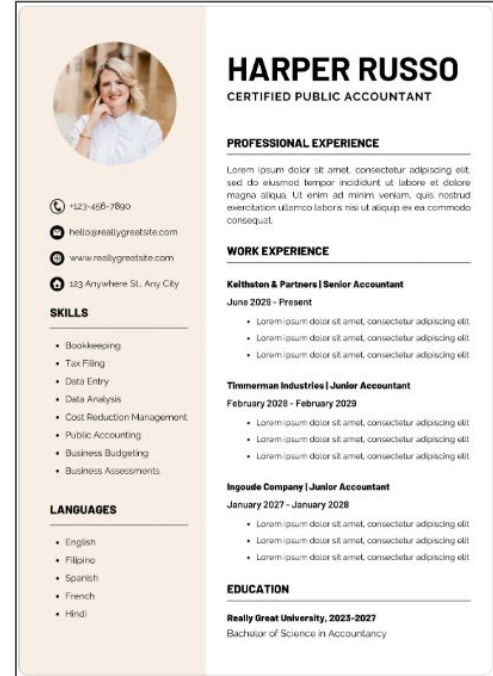 HARPER RUSSO
CERTIFIED PUBLIC ACCOUNTANT
+123-456-7890
hello@reallygreatsite.com
www.reallygreatsite.com
123 Anywhere St., Any City
SKILLS
• Bookkeeping
• Tax Filing
• Data Entry
• Data Analysis
• Cost Reduction Management
• Public Accounting
• Business Budgeting
• Business Assessments
LANGUAGES
• English
• Filipino
• Spanish
• French
• Hindi
PROFESSIONAL EXPERIENCE
Lorem ipsum dolor sit amet, consectetur adipiscing elit,
sed do eiusmod tempor incididunt ut labore et dolore
magna aliqua. Ut enim ad minim veniam, quis nostrud
exercitation ullamco laboris nisi ut aliquip ex ea commodo
consequat.
WORK EXPERIENCE
Keithston & Partners | Senior Accountant
June 2029 - Present
• Lorem ipsum dolor sit amet, consectetur adipiscing elit
• Lorem ipsum dolor sit amet, consectetur adipiscing elit
• Lorem ipsum dolor sit amet, consectetur adipiscing elit
Timmerman Industries | Junior Accountant
February 2028 - February 2029
• Lorem ipsum dolor sit amet, consectetur adipiscing elit
• Lorem ipsum dolor sit amet, consectetur adipiscing elit
• Lorem ipsum dolor sit amet, consectetur adipiscing elit
Ingoude Company | Junior Accountant
January 2027 - January 2028
• Lorem ipsum dolor sit amet, consectetur adipiscing elit
• Lorem ipsum dolor sit amet, consectetur adipiscing elit
• Lorem ipsum dolor sit amet, consectetur adipiscing elit
EDUCATION
Really Great University, 2023-2027
Bachelor of Science in Accountancy